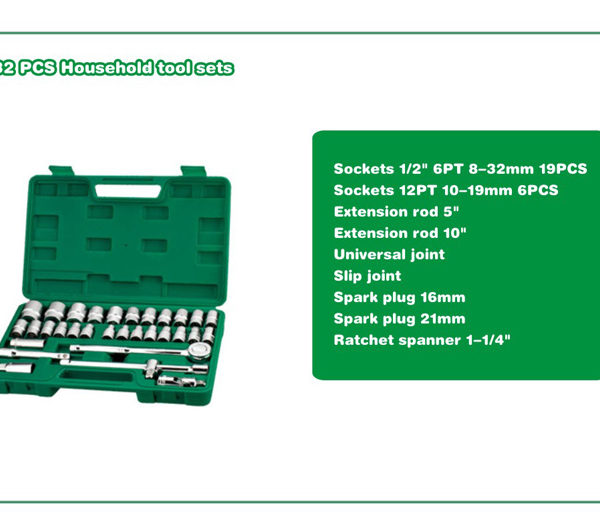 32 PCS Household tool sets
Sockets 1/2" 6PT 8–32mm 19PCS
Sockets 12PT 10–19mm 6PCS
Extension rod 5"
Extension rod 10"
Universal joint
Slip joint
Spark plug 16mm
Spark plug 21mm
Ratchet spanner 1–1/4"